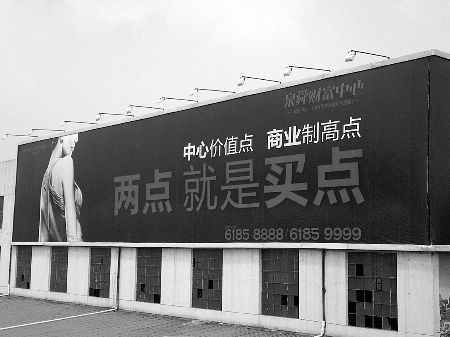 泉舜财富中心
中心价值点 商业制高点
两点 就是买点
6185 8888 / 6185 9999